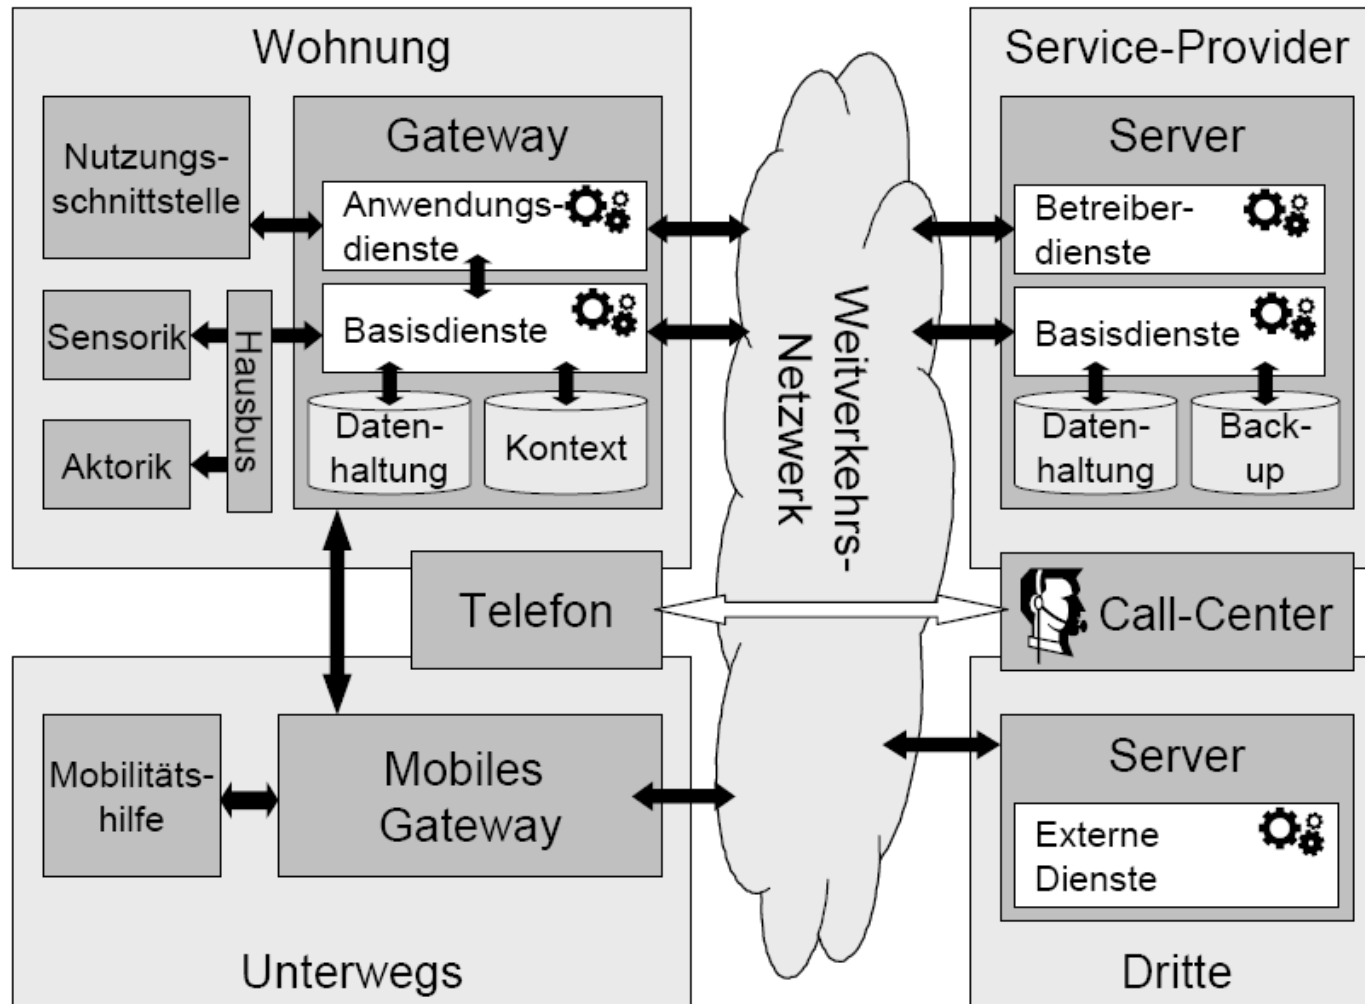 Wohnung
Nutzungs-
schnittstelle
Sensorik
Aktorik
Hausbus
Gateway
Anwendungs-
dienste
Basisdienste
Daten-
haltung
Kontext
Weitverkehrs-
Netzwerk
Service-Provider
Server
Betreiber-
dienste
Basisdienste
Daten-
haltung
Back-
up
Telefon
Call-Center
Mobilitäts-
hilfe
Mobiles
Gateway
Unterwegs
Server
Externe
Dienste
Dritte